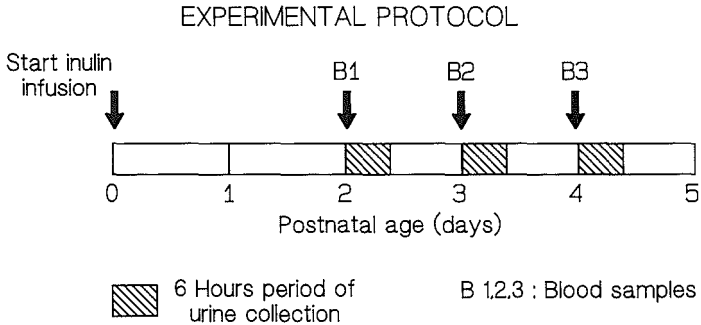 EXPERIMENTAL PROTOCOL
Start inulin
infusion
B1
B2
B3
0
1
2
3
4
5
Postnatal age (days)
6 Hours period of
urine collection
B 1,2,3 : Blood samples